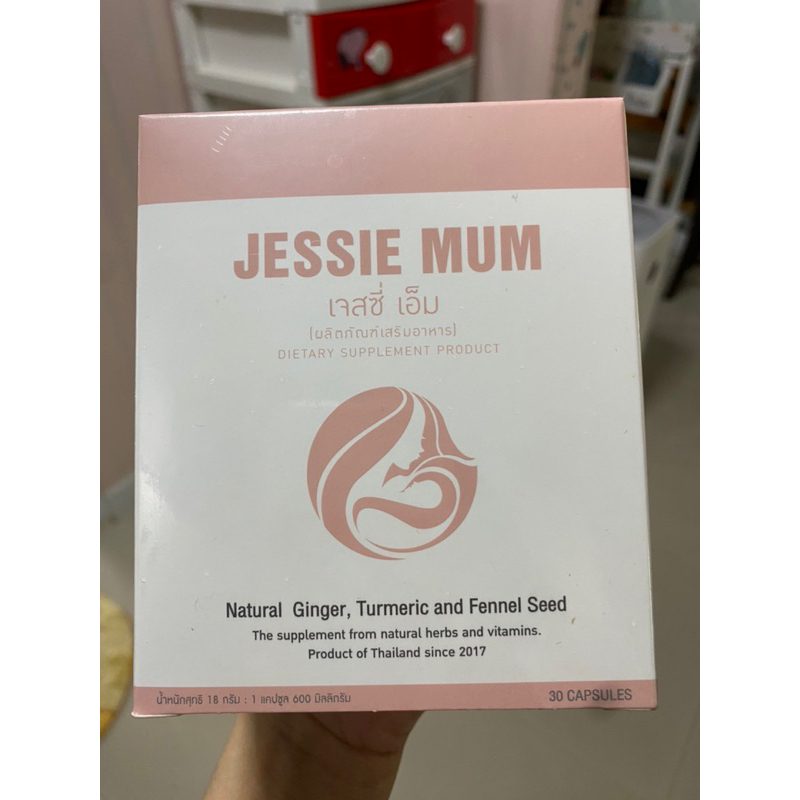 JESSIE MUM
เจสซี่ เอ็ม
(ผลิตภัณฑ์เสริมอาหาร)
DIETARY SUPPLEMENT PRODUCT
Natural Ginger, Turmeric and Fennel Seed
The supplement from natural herbs and vitamins.
Product of Thailand since 2017
น้ำหนักสุทธิ 18 กรัม : 1 แคปซูล 600 มิลลิกรัม
30 CAPSULES